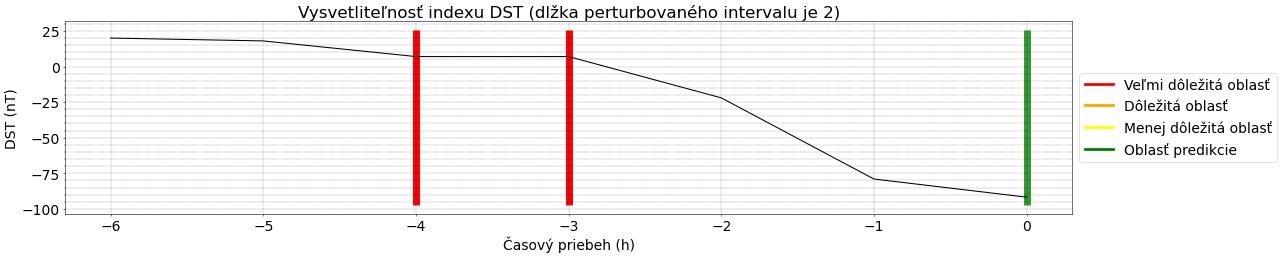 Vysvetliteľnosť indexu DST (dlžka perturbovaného intervalu je 2)
25
0
−25
−50
−75
−100
DST (nT)
−6 −5 −4 −3 −2 −1 0
Časový priebeh (h)
Veľmi dôležitá oblasť
Dôležitá oblasť
Menej dôležitá oblasť
Oblasť predikcie